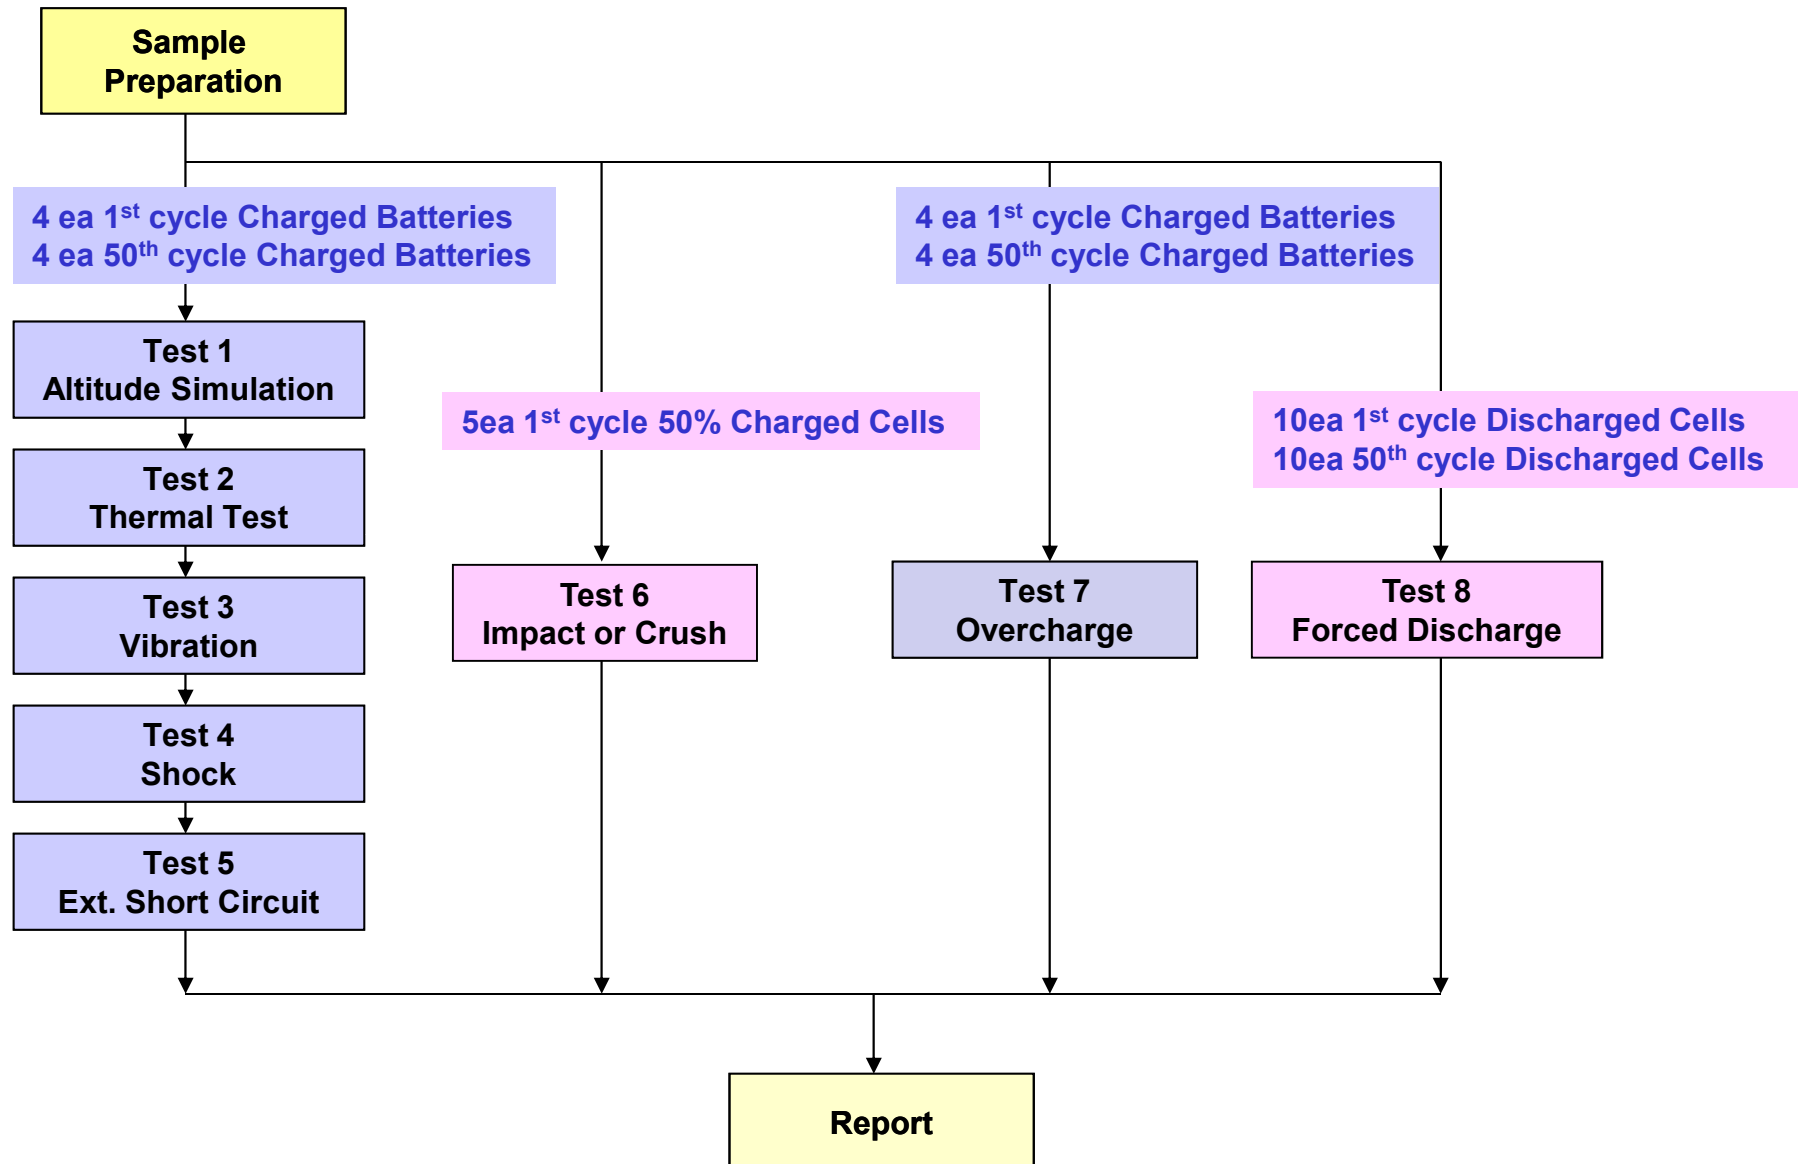 Sample
Preparation
4 ea 1st cycle Charged Batteries
4 ea 50th cycle Charged Batteries
4 ea 1st cycle Charged Batteries
4 ea 50th cycle Charged Batteries
Test 1
Altitude Simulation
5ea 1st cycle 50% Charged Cells
10ea 1st cycle Discharged Cells
10ea 50th cycle Discharged Cells
Test 2
Thermal Test
Test 3
Vibration
Test 6
Impact or Crush
Test 7
Overcharge
Test 8
Forced Discharge
Test 4
Shock
Test 5
Ext. Short Circuit
Report